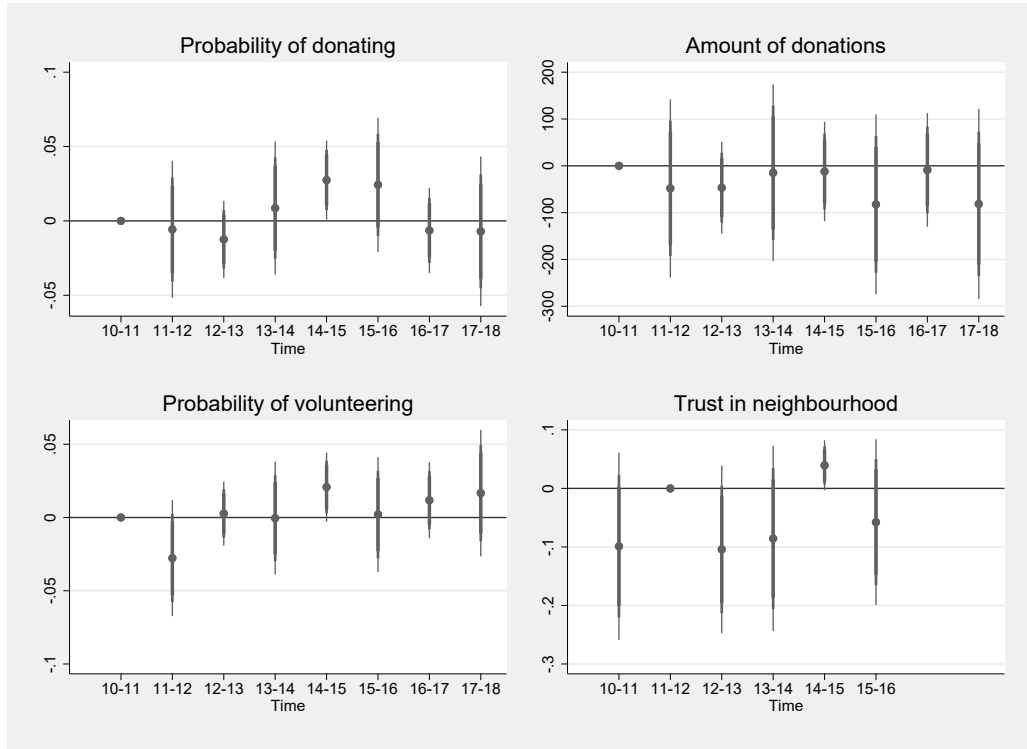 Probability of donating
.1
.05
0
-.05
10-11 11-12 12-13 13-14 14-15 15-16 16-17 17-18
Time
Amount of donations
200
100
0
-100
-200
-300
10-11 11-12 12-13 13-14 14-15 15-16 16-17 17-18
Time
Probability of volunteering
.05
0
-.05
-.1
10-11 11-12 12-13 13-14 14-15 15-16 16-17 17-18
Time
Trust in neighbourhood
.1
0
-.1
-.2
-.3
10-11 11-12 12-13 13-14 14-15 15-16
Time